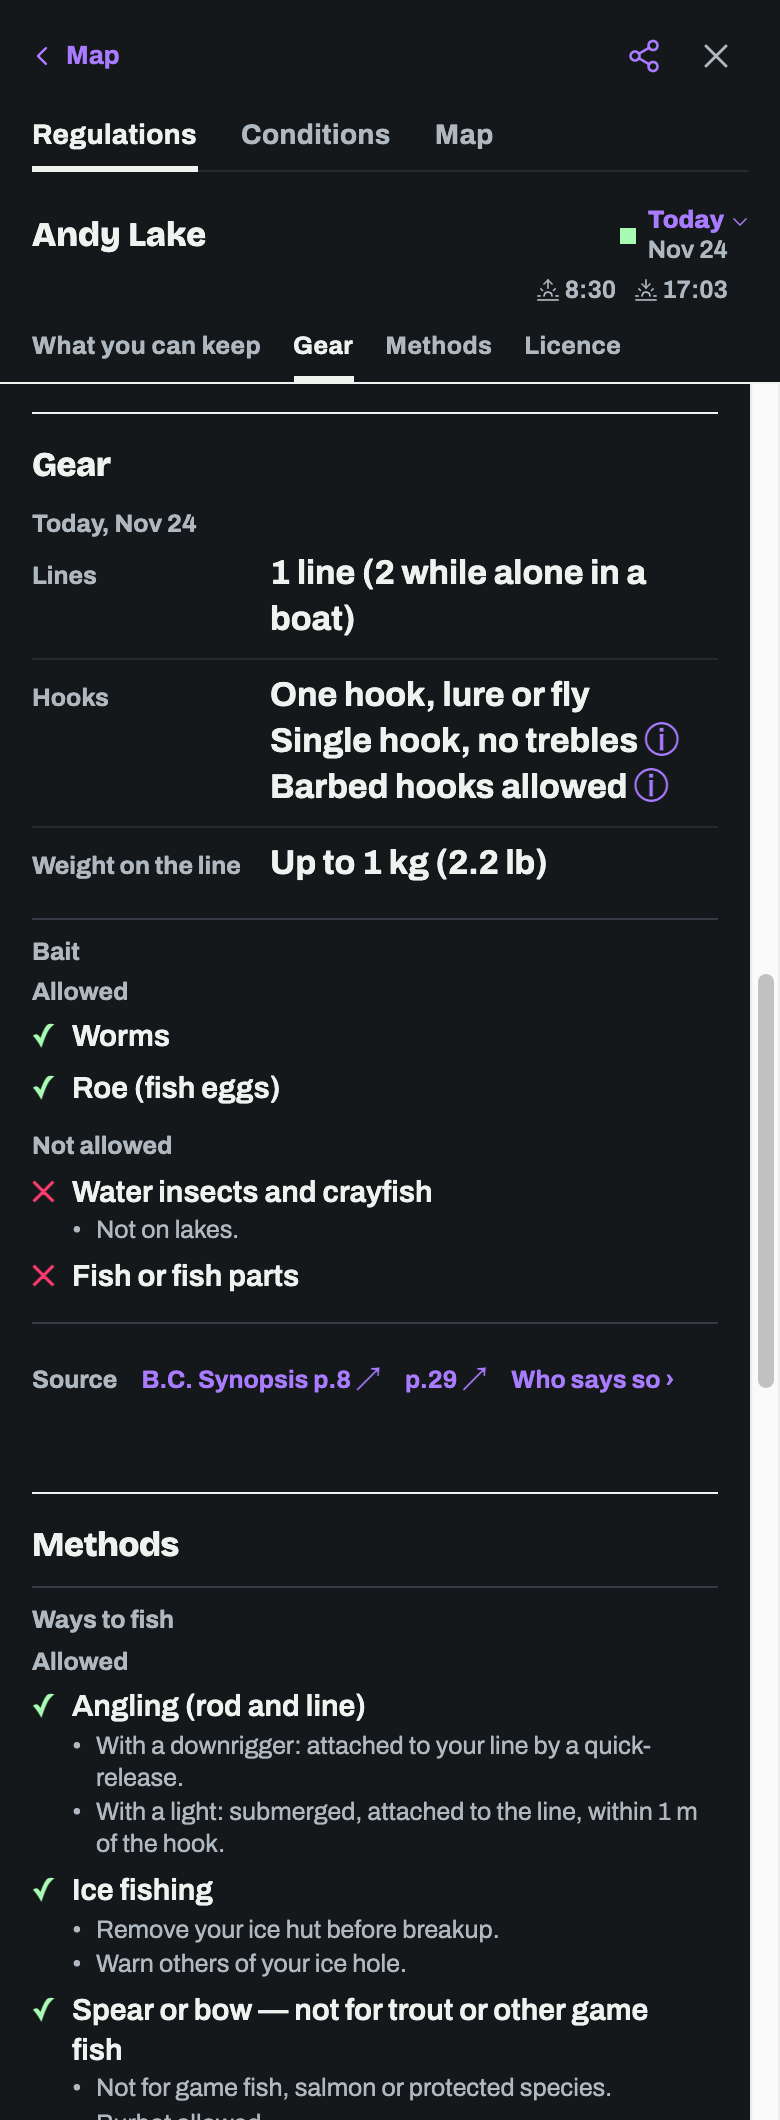 Map
Regulations Conditions Map
Andy Lake
Today
Nov 24
8:30 17:03
What you can keep Gear Methods Licence
Gear
Today, Nov 24
Lines
1 line (2 while alone in a
boat)
Hooks
One hook, lure or fly
Single hook, no trebles
Barbed hooks allowed
Weight on the line
Up to 1 kg (2.2 lb)
Bait
Allowed
✓ Worms
✓ Roe (fish eggs)
Not allowed
× Water insects and crayfish
• Not on lakes.
× Fish or fish parts
Source B.C. Synopsis p.8 ↗ p.29 ↗ Who says so ›
Methods
Ways to fish
Allowed
✓ Angling (rod and line)
• With a downrigger: attached to your line by a quick-
release.
• With a light: submerged, attached to the line, within 1 m
of the hook.
✓ Ice fishing
• Remove your ice hut before breakup.
• Warn others of your ice hole.
✓ Spear or bow — not for trout or other game
fish
• Not for game fish, salmon or protected species.
Burbot allowed